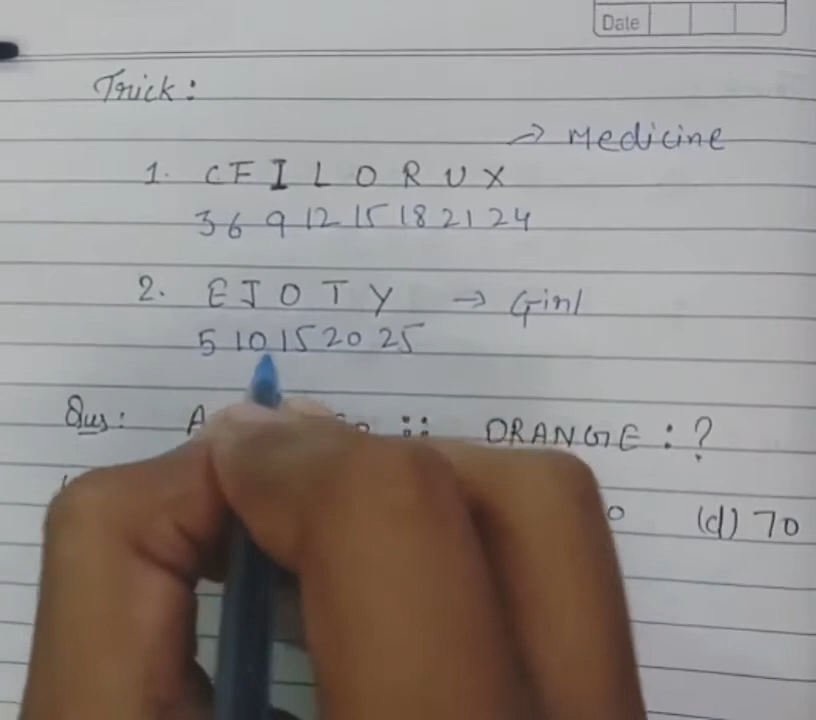 Date
Trick:
→ Medicine
1. C F I L O R U X
3 6 9 12 15 18 21 24
2. E J O T Y → Girl
5 10 15 20 25
Qus: A :: ORANGE : ?
(d) 70